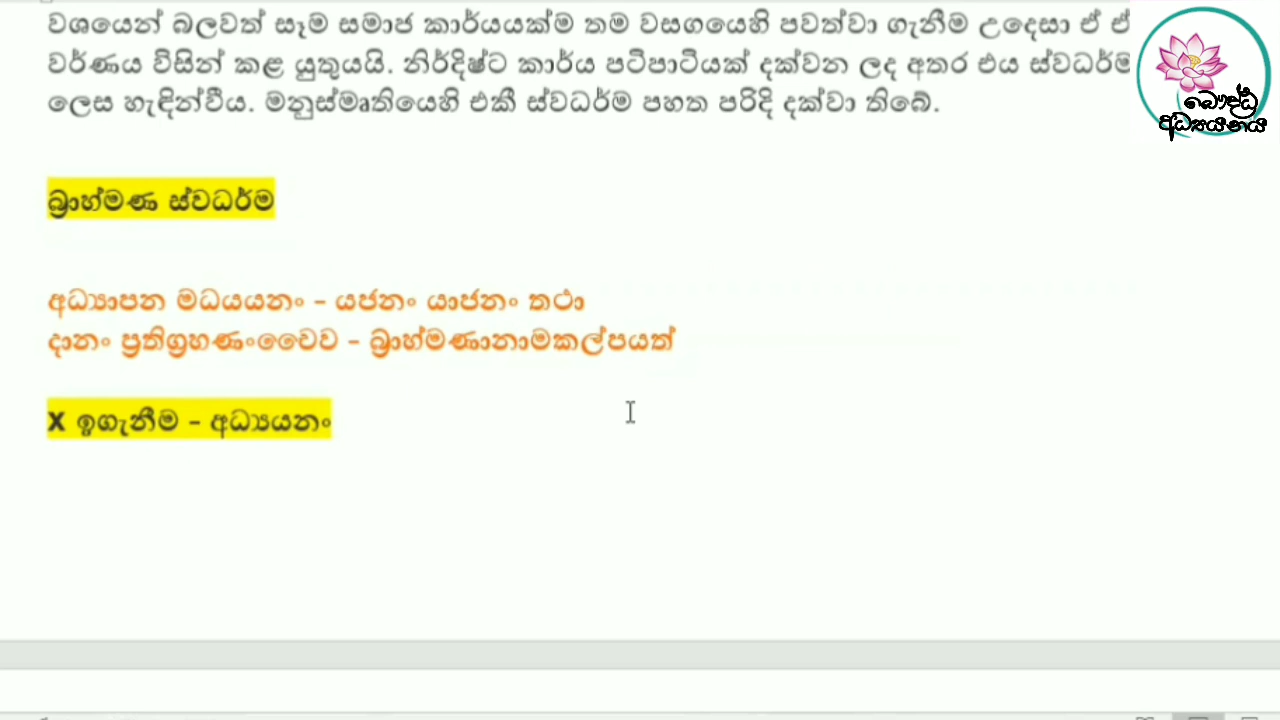 වශයෙන් බලවත් සෑම සමාජ කාර්යයක්ම තම වසගයෙහි පවත්වා ගැනීම උදෙසා ඒ ඒ
වර්ණය විසින් කළ යුතුයයි. නිර්දිෂ්ට කාර්ය පටිපාටියක් දක්වන ලද අතර එය ස්වධර්ම
ලෙස හැඳින්වීය. මනුස්මෘතියෙහි එකී ස්වධර්ම පහත පරිදි දක්වා තිබේ.
බ්‍රාහ්මණ ස්වධර්ම
අධ්‍යාපන මධයයනං - යජනං යාජනං තථා
දානං ප්‍රතිග්‍රහණංචෛව - බ්‍රාහ්මණානාමකල්පයත්
X ඉගැනීම - අධ්‍යයනං
බෞද්ධ
අධ්‍යයනය